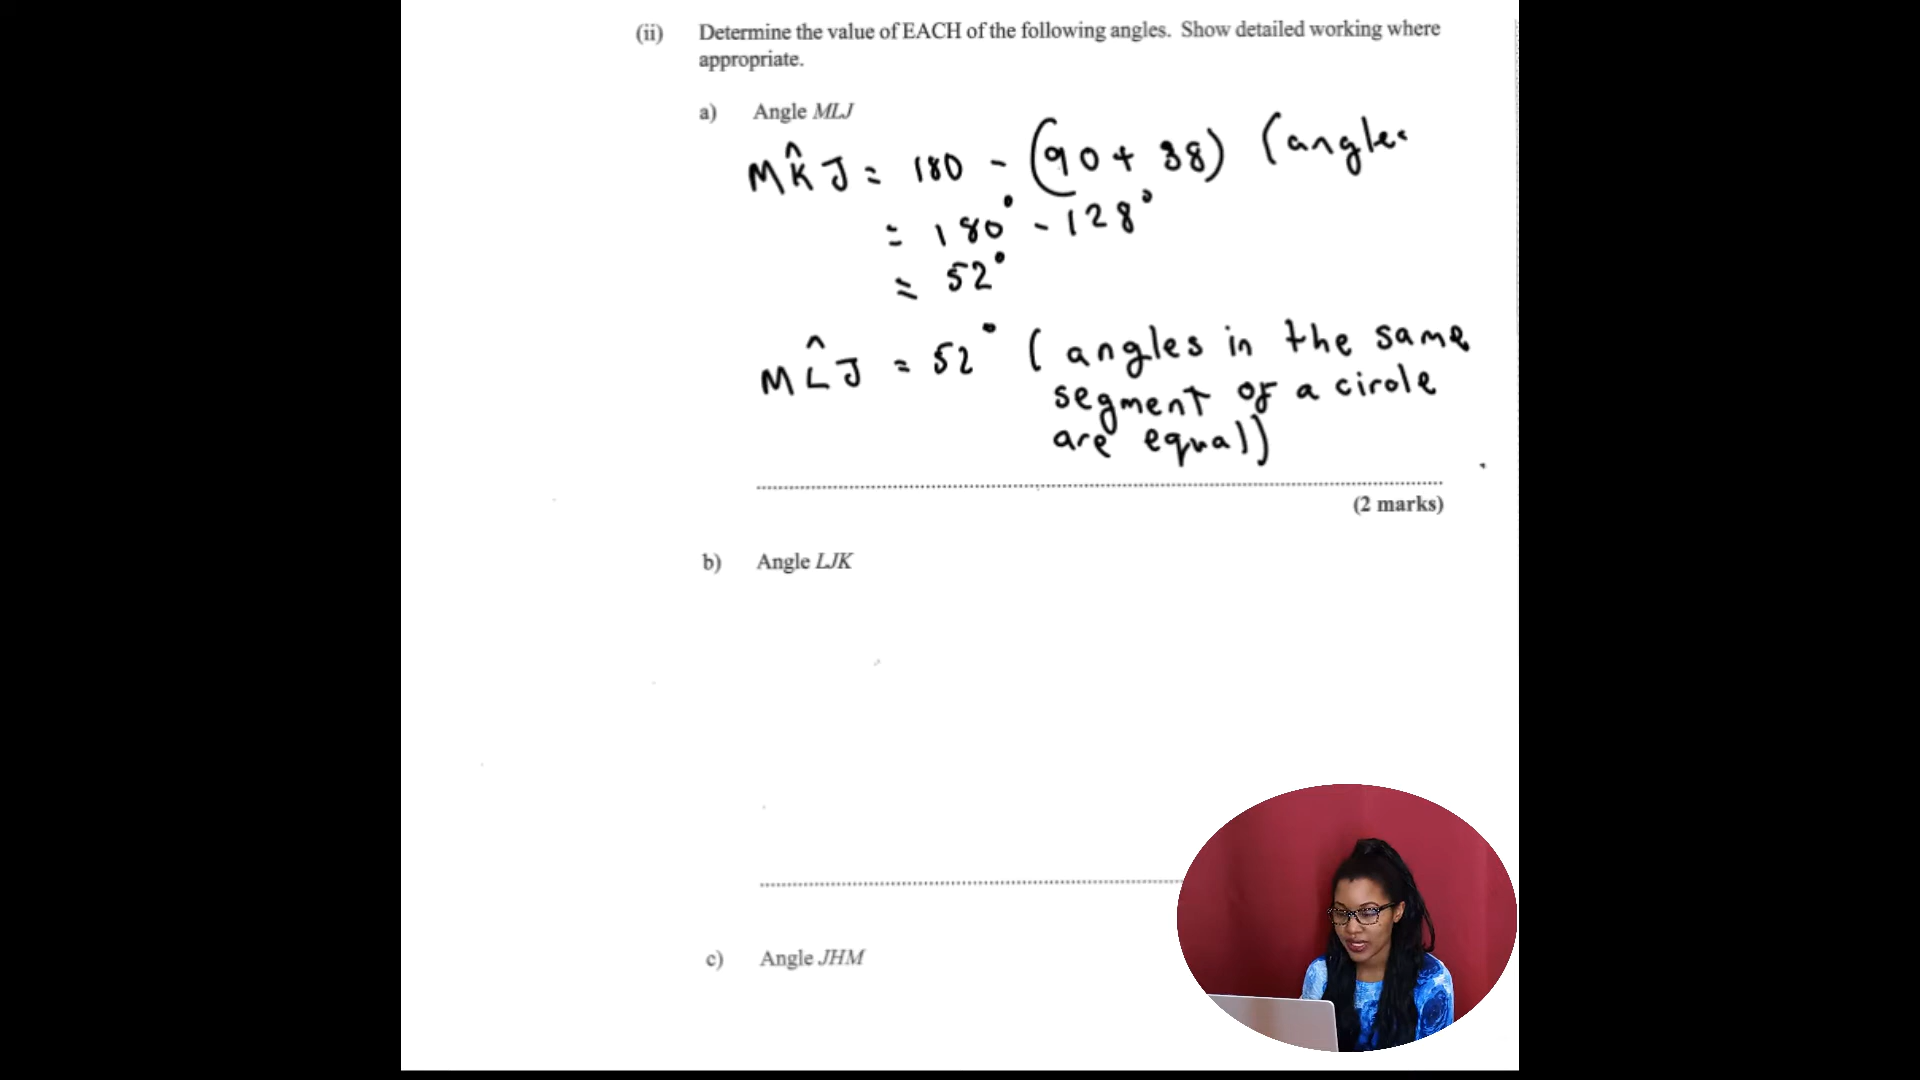 (ii) Determine the value of EACH of the following angles. Show detailed working where
appropriate.
a) Angle MLJ
MK̂J = 180 - (90 + 38) (angles
= 180° - 128°
= 52°
ML̂J = 52° (angles in the same
segment of a circle
are equal)
(2 marks)
b) Angle LJK
c) Angle JHM